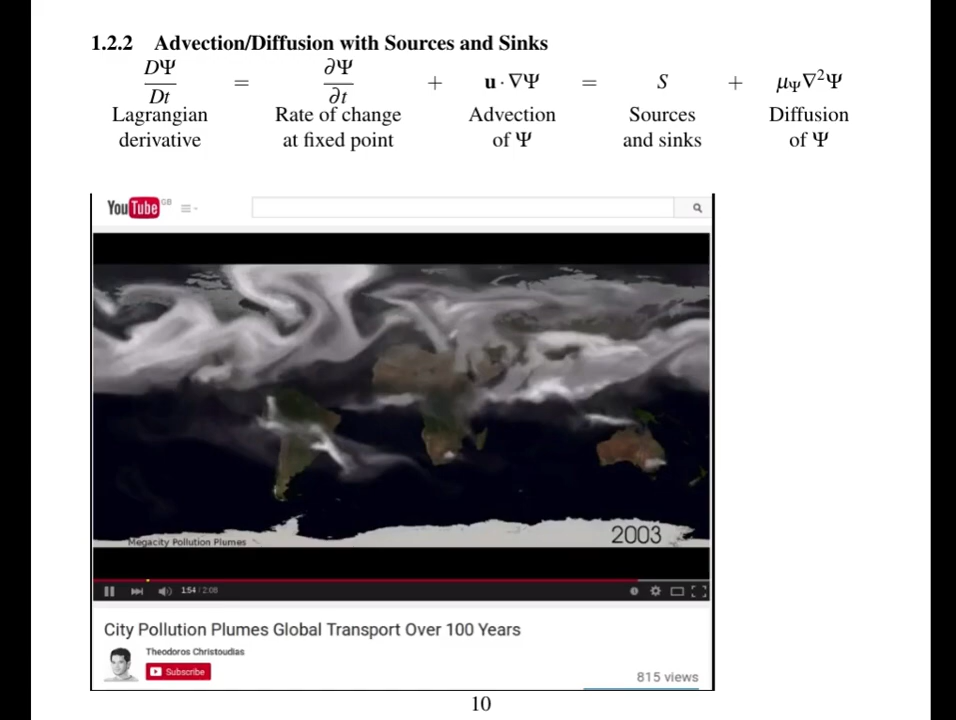 1.2.2 Advection/Diffusion with Sources and Sinks
DΨ/Dt = ∂Ψ/∂t + u · ∇Ψ = S + μ_Ψ∇²Ψ
Lagrangian Rate of change Advection Sources Diffusion
derivative at fixed point of Ψ and sinks of Ψ
YouTube GB
2003
Megacity Pollution Plumes
1:54 / 2:08
City Pollution Plumes Global Transport Over 100 Years
Theodoros Christoudias
Subscribe
815 views
10